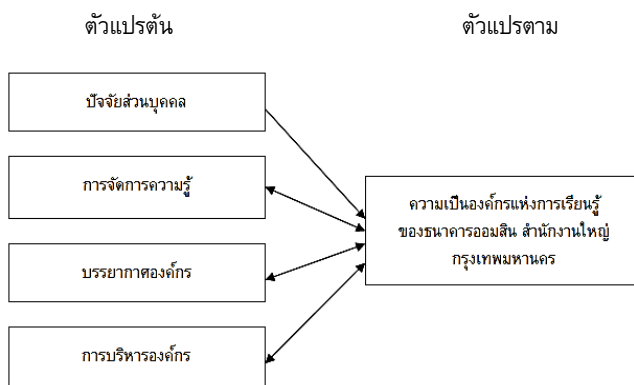 ตัวแปรต้น
ตัวแปรตาม
ปัจจัยส่วนบุคคล
การจัดการความรู้
บรรยากาศองค์กร
การบริหารองค์กร
ความเป็นองค์กรแห่งการเรียนรู้
ของธนาคารออมสิน สำนักงานใหญ่
กรุงเทพมหานคร